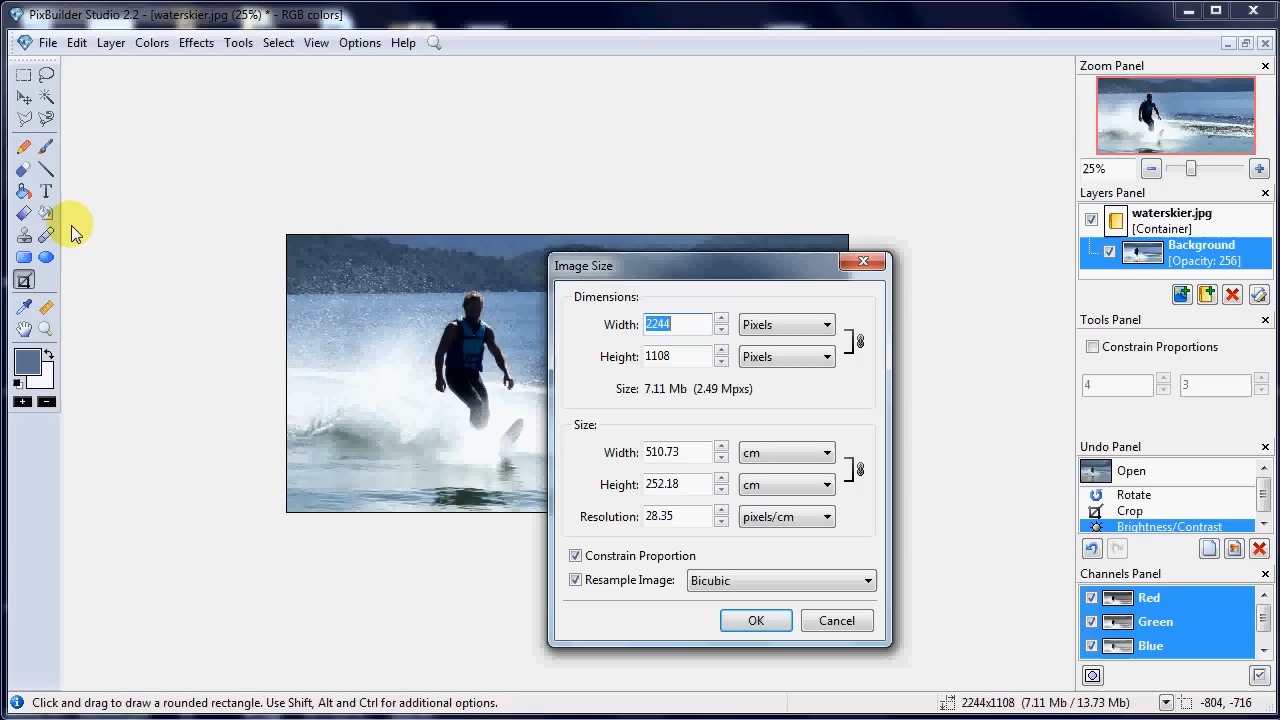 PixBuilder Studio 2.2 - [waterskier.jpg (25%) * - RGB colors]
File Edit Layer Colors Effects Tools Select View Options Help
Zoom Panel
25%
Layers Panel
waterskier.jpg
[Container]
Background
[Opacity: 256]
Tools Panel
Constrain Proportions
4 3
Undo Panel
Open
Rotate
Crop
Brightness/Contrast
Channels Panel
Red
Green
Blue
Image Size
Dimensions:
Width: 2244 Pixels
Height: 1108 Pixels
Size: 7.11 Mb (2.49 Mpxs)
Size:
Width: 510.73 cm
Height: 252.18 cm
Resolution: 28.35 pixels/cm
Constrain Proportion
Resample Image: Bicubic
OK Cancel
Click and drag to draw a rounded rectangle. Use Shift, Alt and Ctrl for additional options.
2244x1108 (7.11 Mb / 13.73 Mb)
-804, -716